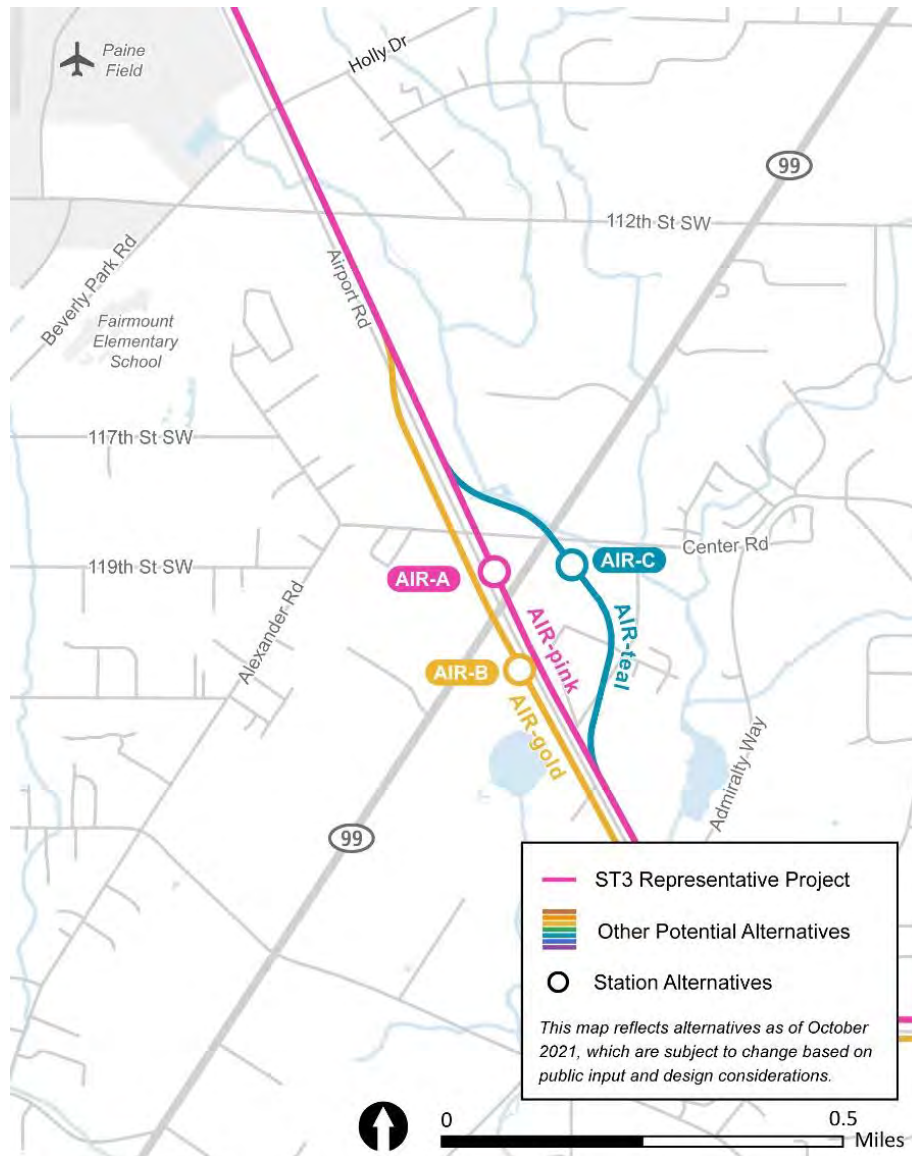 Paine
Field
Holly Dr
99
112th St SW
Beverly Park Rd
Airport Rd
Fairmount
Elementary
School
117th St SW
Center Rd
119th St SW
AIR-C
AIR-A
Alexander Rd
AIR-pink
AIR-teal
AIR-B
AIR-gold
Admiralty Way
99
ST3 Representative Project
Other Potential Alternatives
Station Alternatives
This map reflects alternatives as of October
2021, which are subject to change based on
public input and design considerations.
0
0.5
Miles